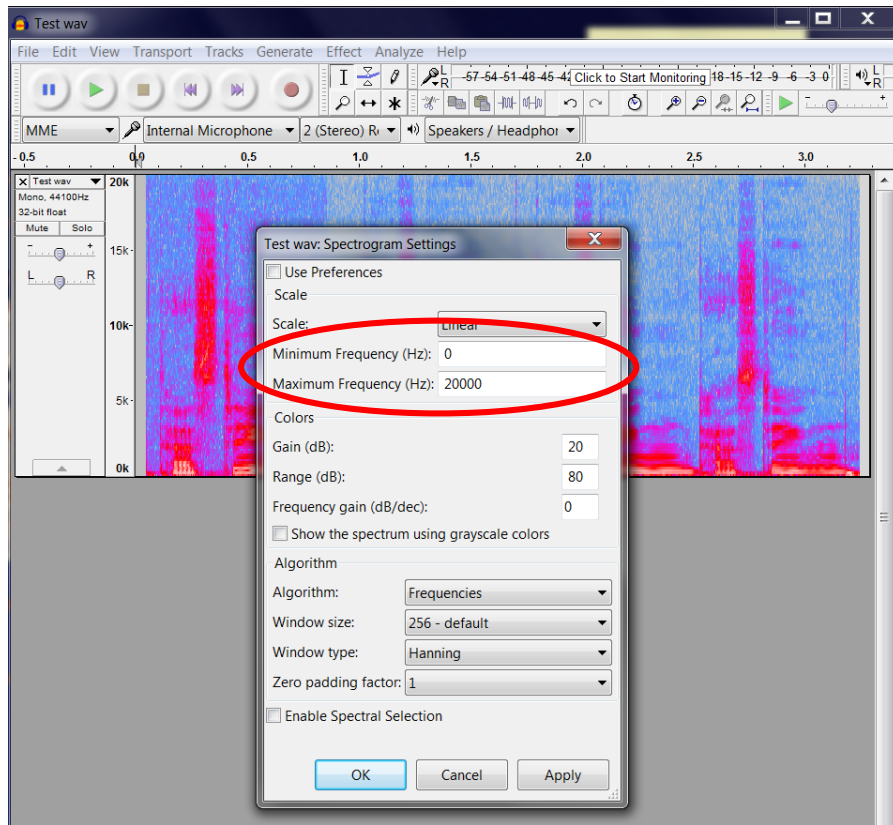 Test wav
File Edit View Transport Tracks Generate Effect Analyze Help
L R -57 -54 -51 -48 -45 -42 Click to Start Monitoring 18 -15 -12 -9 -6 -3 0 L R
MME Internal Microphone 2 (Stereo) Speakers / Headphor
-0.5 0.0 0.5 1.0 1.5 2.0 2.5 3.0
X Test wav
Mono, 44100Hz
32-bit float
Mute Solo
- +
L R
20k
15k
10k
5k
0k
Test wav: Spectrogram Settings
Use Preferences
Scale
Scale: Linear
Minimum Frequency (Hz): 0
Maximum Frequency (Hz): 20000
Colors
Gain (dB): 20
Range (dB): 80
Frequency gain (dB/dec): 0
Show the spectrum using grayscale colors
Algorithm
Algorithm: Frequencies
Window size: 256 - default
Window type: Hanning
Zero padding factor: 1
Enable Spectral Selection
OK Cancel Apply